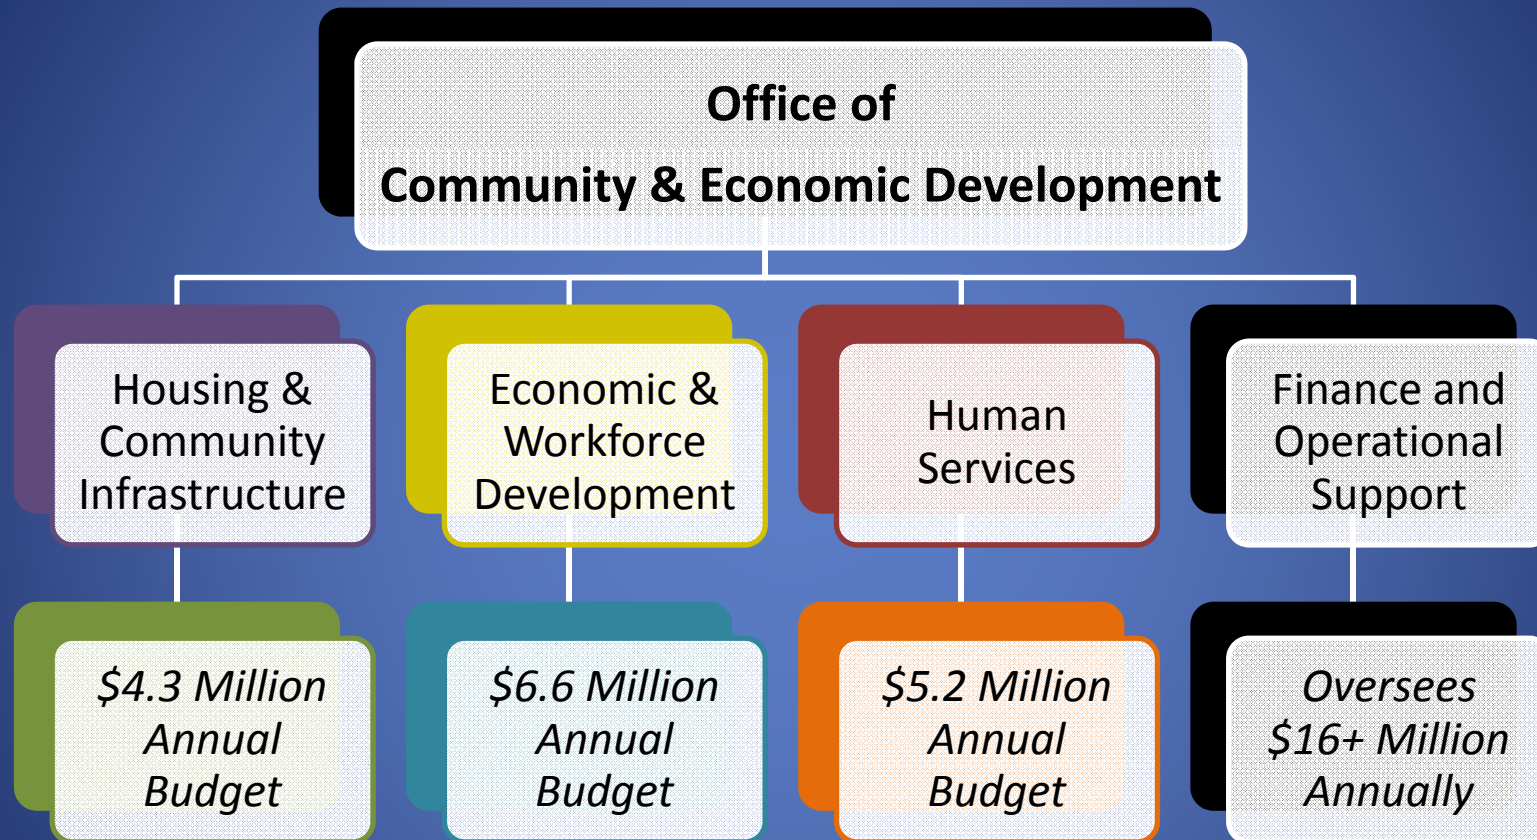 Office of
Community & Economic Development
Housing &
Community
Infrastructure
Economic &
Workforce
Development
Human
Services
Finance and
Operational
Support
$4.3 Million
Annual
Budget
$6.6 Million
Annual
Budget
$5.2 Million
Annual
Budget
Oversees
$16+ Million
Annually